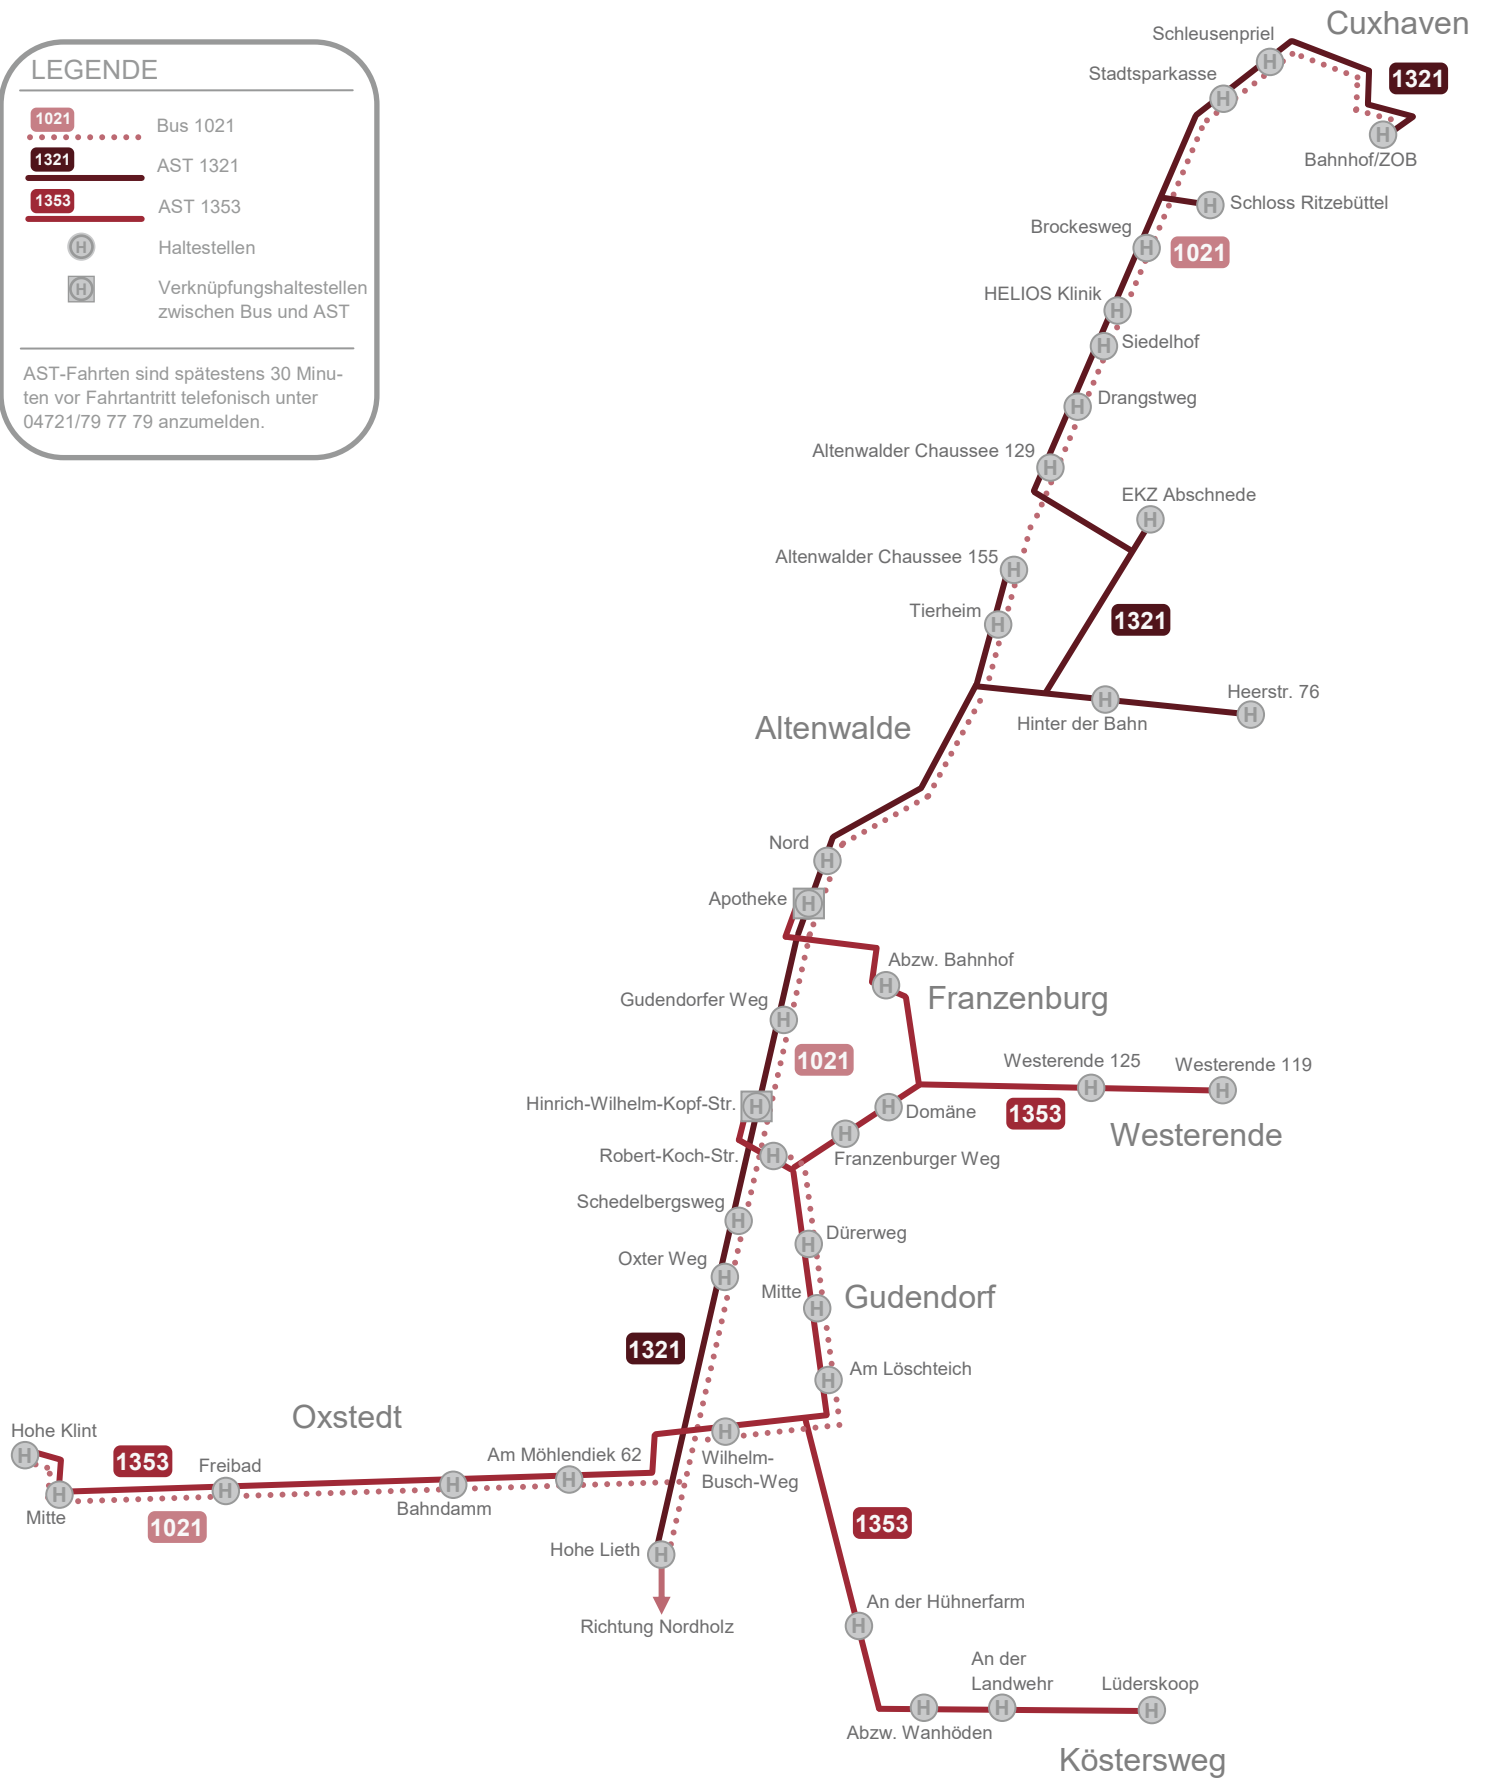 Cuxhaven
Schleusenpriel
LEGENDE
Stadtsparkasse
1321
1021
Bus 1021
1321
AST 1321
Bahnhof/ZOB
1353
AST 1353
Schloss Ritzebüttel
Brockesweg
H
Haltestellen
1021
H
Verknüpfungshaltestellen
zwischen Bus und AST
HELIOS Klinik
Siedelhof
AST-Fahrten sind spätestens 30 Minu-
ten vor Fahrtantritt telefonisch unter
04721/79 77 79 anzumelden.
Drangstweg
Altenwalder Chaussee 129
EKZ Abschnede
Altenwalder Chaussee 155
Tierheim
1321
Heerstr. 76
Hinter der Bahn
Altenwalde
Nord
Apotheke
Abzw. Bahnhof
Franzenburg
Gudendorfer Weg
1021
Westerende 125
Westerende 119
Hinrich-Wilhelm-Kopf-Str.
Domäne
1353
Westerende
Robert-Koch-Str.
Franzenburger Weg
Schedelbergsweg
Dürerweg
Oxter Weg
Mitte
Gudendorf
1321
Am Löschteich
Oxstedt
Hohe Klint
1353
Freibad
Am Möhlendiek 62
Wilhelm-
Busch-Weg
Mitte
1021
Bahndamm
1353
Hohe Lieth
An der Hühnerfarm
Richtung Nordholz
An der
Landwehr
Lüderskoop
Abzw. Wanhöden
Köstersweg